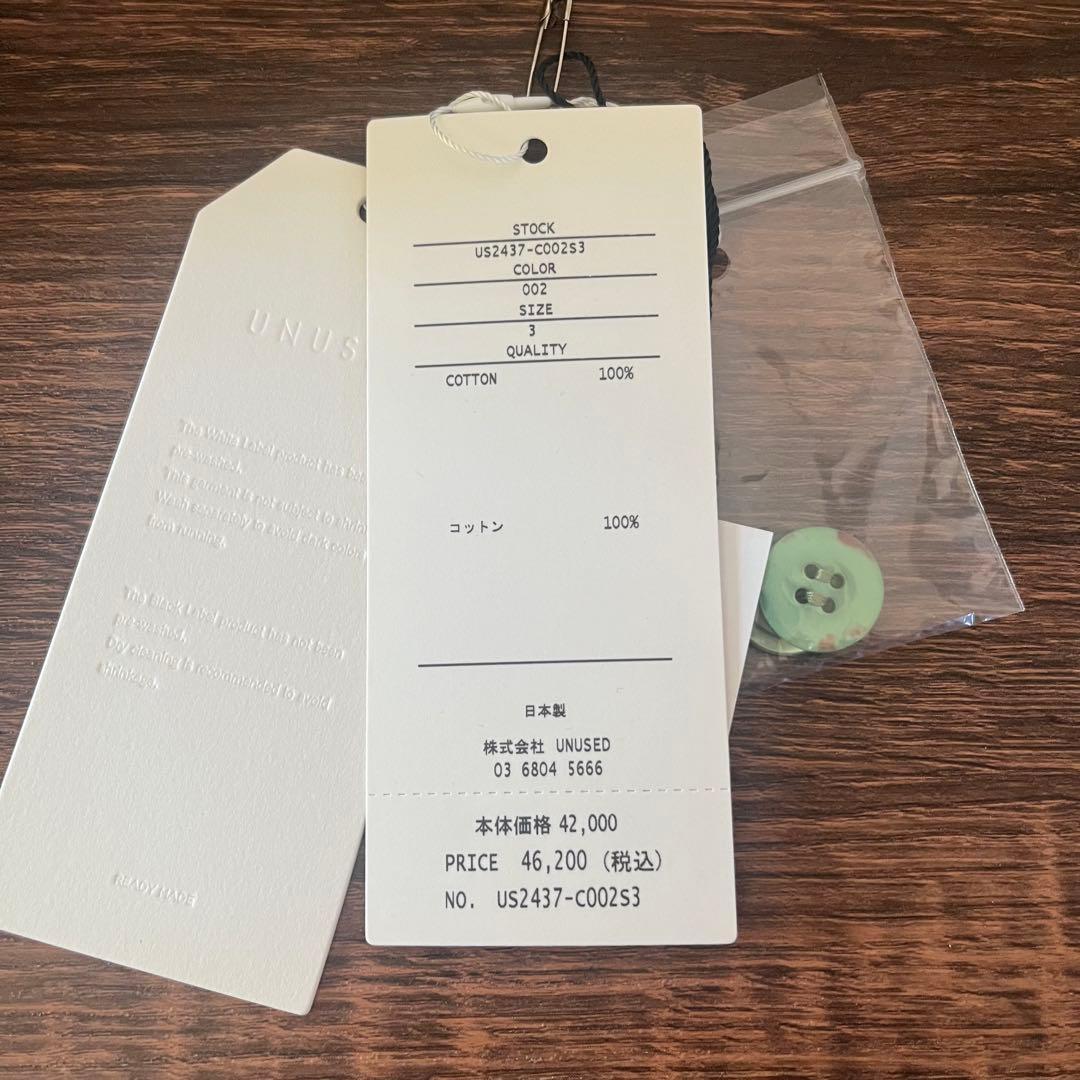 UNUS
The White Label product has bee
pre-washed.
This garment is not subject to shrin
Wash separately to avoid dark color
from running.
The Black Label product has not been
pre-washed.
Dry cleaning is recommended to avoid
shrinkage.
READY MADE
STOCK
US2437-C002S3
COLOR
002
SIZE
3
QUALITY
COTTON 100%
コットン 100%
日本製
株式会社 UNUSED
03 6804 5666
本体価格 42,000
PRICE 46,200 (税込)
NO. US2437-C002S3